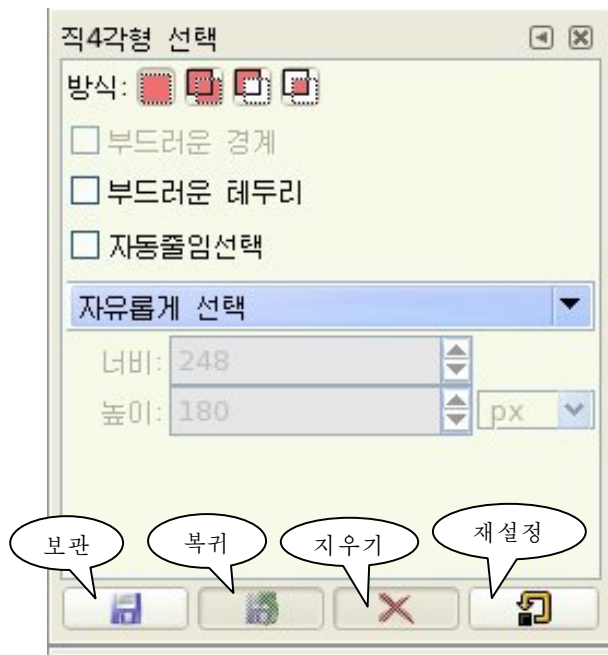 직4각형 선택
방식:
부드러운 경계
부드러운 테두리
자동줄임선택
자유롭게 선택
너비: 248
높이: 180 px
보관 복귀 지우기 재설정